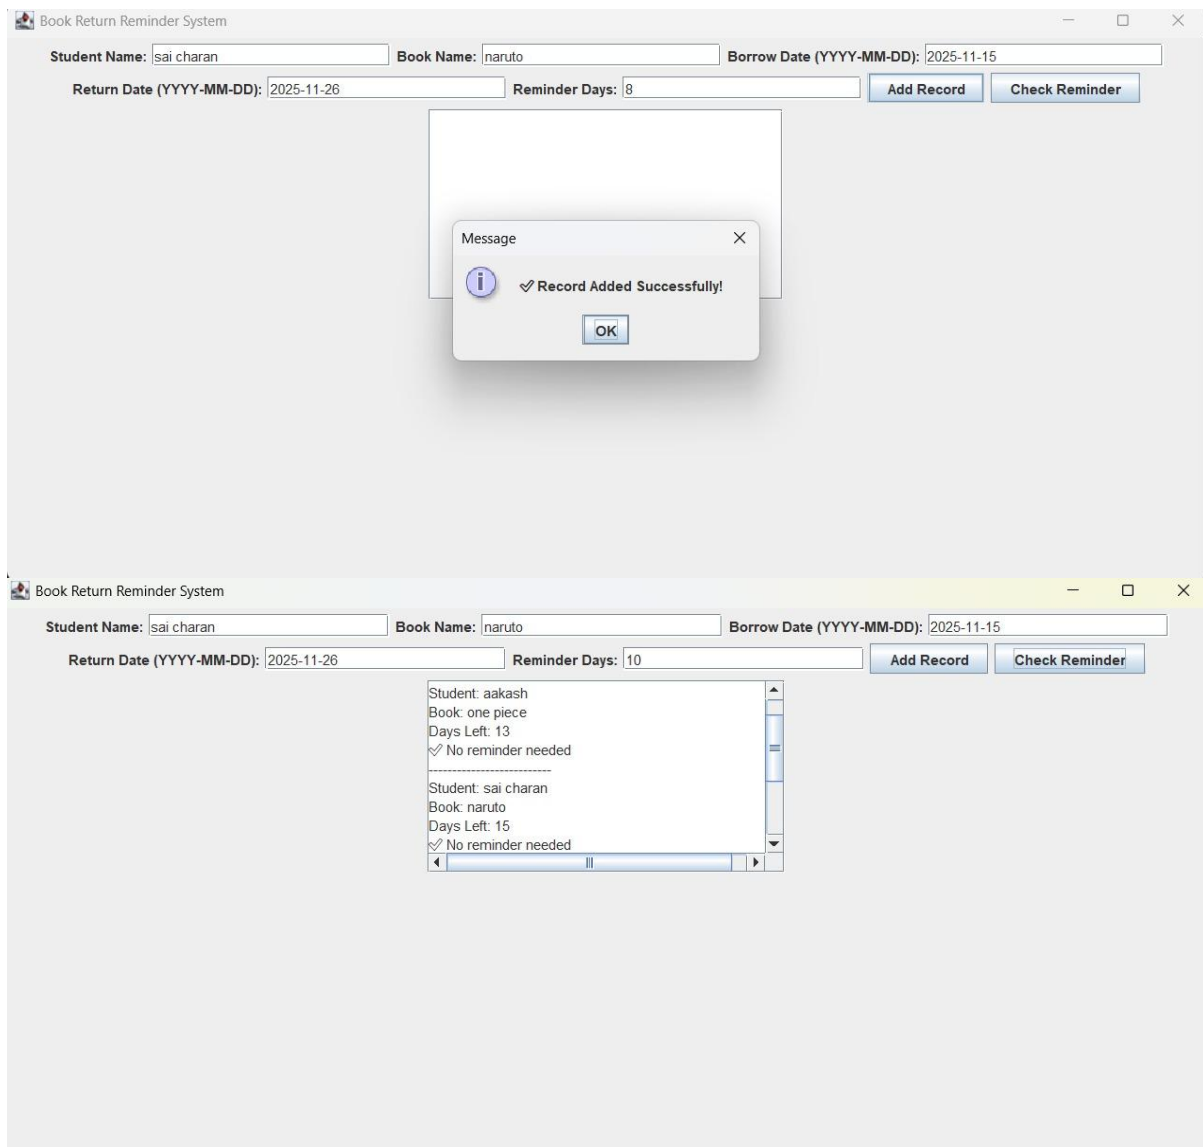 Book Return Reminder System
Student Name: sai charan Book Name: naruto Borrow Date (YYYY-MM-DD): 2025-11-15
Return Date (YYYY-MM-DD): 2025-11-26 Reminder Days: 8 Add Record Check Reminder
Message
✓ Record Added Successfully!
OK
Book Return Reminder System
Student Name: sai charan Book Name: naruto Borrow Date (YYYY-MM-DD): 2025-11-15
Return Date (YYYY-MM-DD): 2025-11-26 Reminder Days: 10 Add Record Check Reminder
Student: aakash
Book: one piece
Days Left: 13
✓ No reminder needed
--------------------------
Student: sai charan
Book: naruto
Days Left: 15
✓ No reminder needed